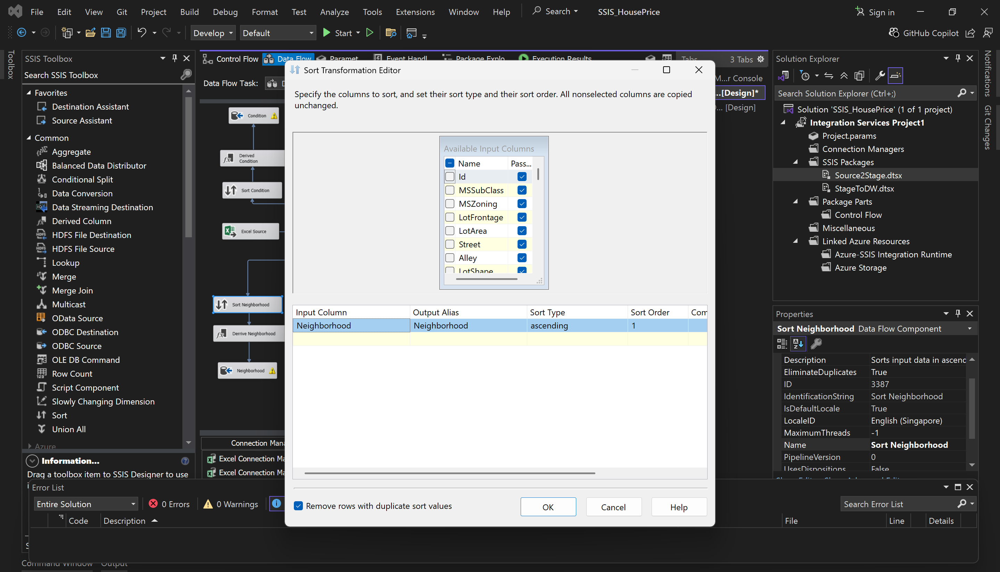 File Edit View Git Project Build Debug Format Test Analyze Tools Extensions Window Help Search SSIS_HousePrice Sign in
Develop Default Start GitHub Copilot
Toolbox
SSIS Toolbox
Search SSIS Toolbox
Favorites
Destination Assistant
Source Assistant
Common
Aggregate
Balanced Data Distributor
Conditional Split
Data Conversion
Data Streaming Destination
Derived Column
HDFS File Destination
HDFS File Source
Lookup
Merge
Merge Join
Multicast
OData Source
ODBC Destination
ODBC Source
OLE DB Command
Row Count
Script Component
Slowly Changing Dimension
Sort
Union All
Azure
Information...
Drag a toolbox item to SSIS Designer to use
Control Flow Data Flow Paramet Event Handl Package Explo Execution Results
Tabs 3 Tabs
Data Flow Task:
M...r Console
...[Design]*
... [Design]
Condition
Derived
Condition
Sort Condition
Excel Source
Sort Neighborhood
Derrive Neighborhood
Neighborhood
Connection Mana
Excel Connection Ma
Excel Connection Ma
Sort Transformation Editor
Specify the columns to sort, and set their sort type and their sort order. All nonselected columns are copied
unchanged.
Available Input Columns
Name Pass...
Id
MSSubClass
MSZoning
LotFrontage
LotArea
Street
Alley
LotShape
Input Column Output Alias Sort Type Sort Order Com
Neighborhood Neighborhood ascending 1
Remove rows with duplicate sort values
OK Cancel Help
Solution Explorer
Search Solution Explorer (Ctrl+;)
Solution 'SSIS_HousePrice' (1 of 1 project)
Integration Services Project1
Project.params
Connection Managers
SSIS Packages
Source2Stage.dtsx
StageToDW.dtsx
Package Parts
Control Flow
Miscellaneous
Linked Azure Resources
Azure-SSIS Integration Runtime
Azure Storage
Notifications
Git Changes
Properties
Sort Neighborhood Data Flow Component
Description Sorts input data in ascenc
EliminateDuplicates True
ID 3387
IdentificationString Sort Neighborhood
IsDefaultLocale True
LocaleID English (Singapore)
MaximumThreads -1
Name Sort Neighborhood
PipelineVersion 0
UsesDispositions False
Error List
Entire Solution 0 Errors 0 Warnings
Search Error List
Code Description File Line Details
Command Window Output